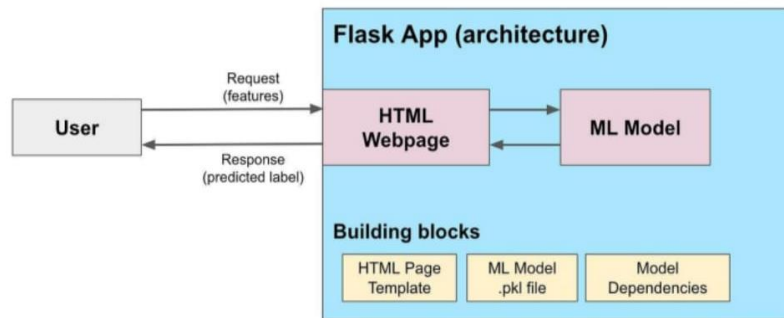 Flask App (architecture)
Request
(features)
User
HTML
Webpage
ML Model
Response
(predicted label)
Building blocks
HTML Page
Template
ML Model
.pkl file
Model
Dependencies